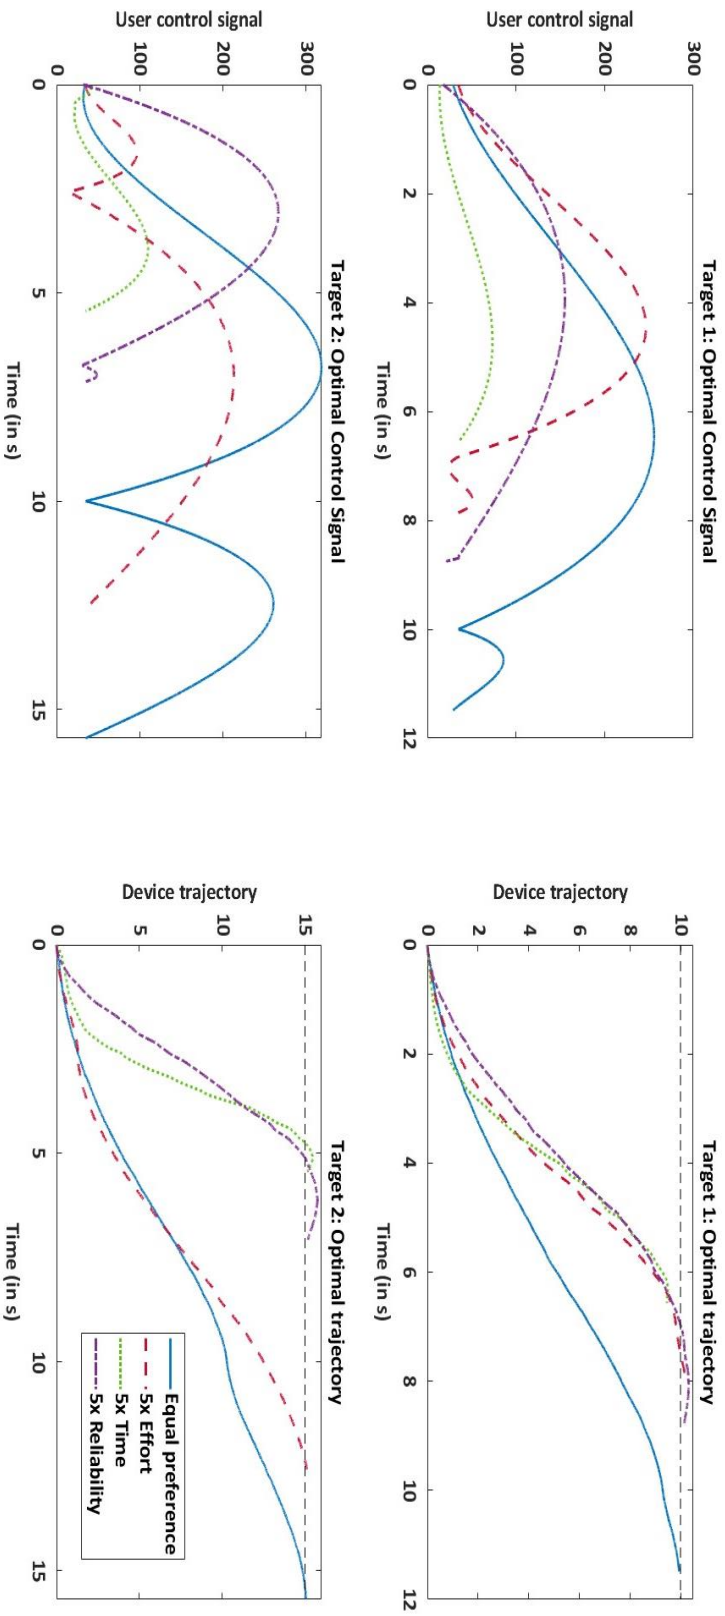 Target 1: Optimal Control Signal
User control signal
300
200
100
0
0 2 4 6 8 10 12
Time (in s)
Target 1: Optimal trajectory
Device trajectory
10
8
6
4
2
0
0 2 4 6 8 10 12
Time (in s)
Target 2: Optimal Control Signal
User control signal
300
200
100
0
0 5 10 15
Time (in s)
Target 2: Optimal trajectory
Device trajectory
15
10
5
0
0 5 10 15
Time (in s)
Equal preference
5x Effort
5x Time
5x Reliability